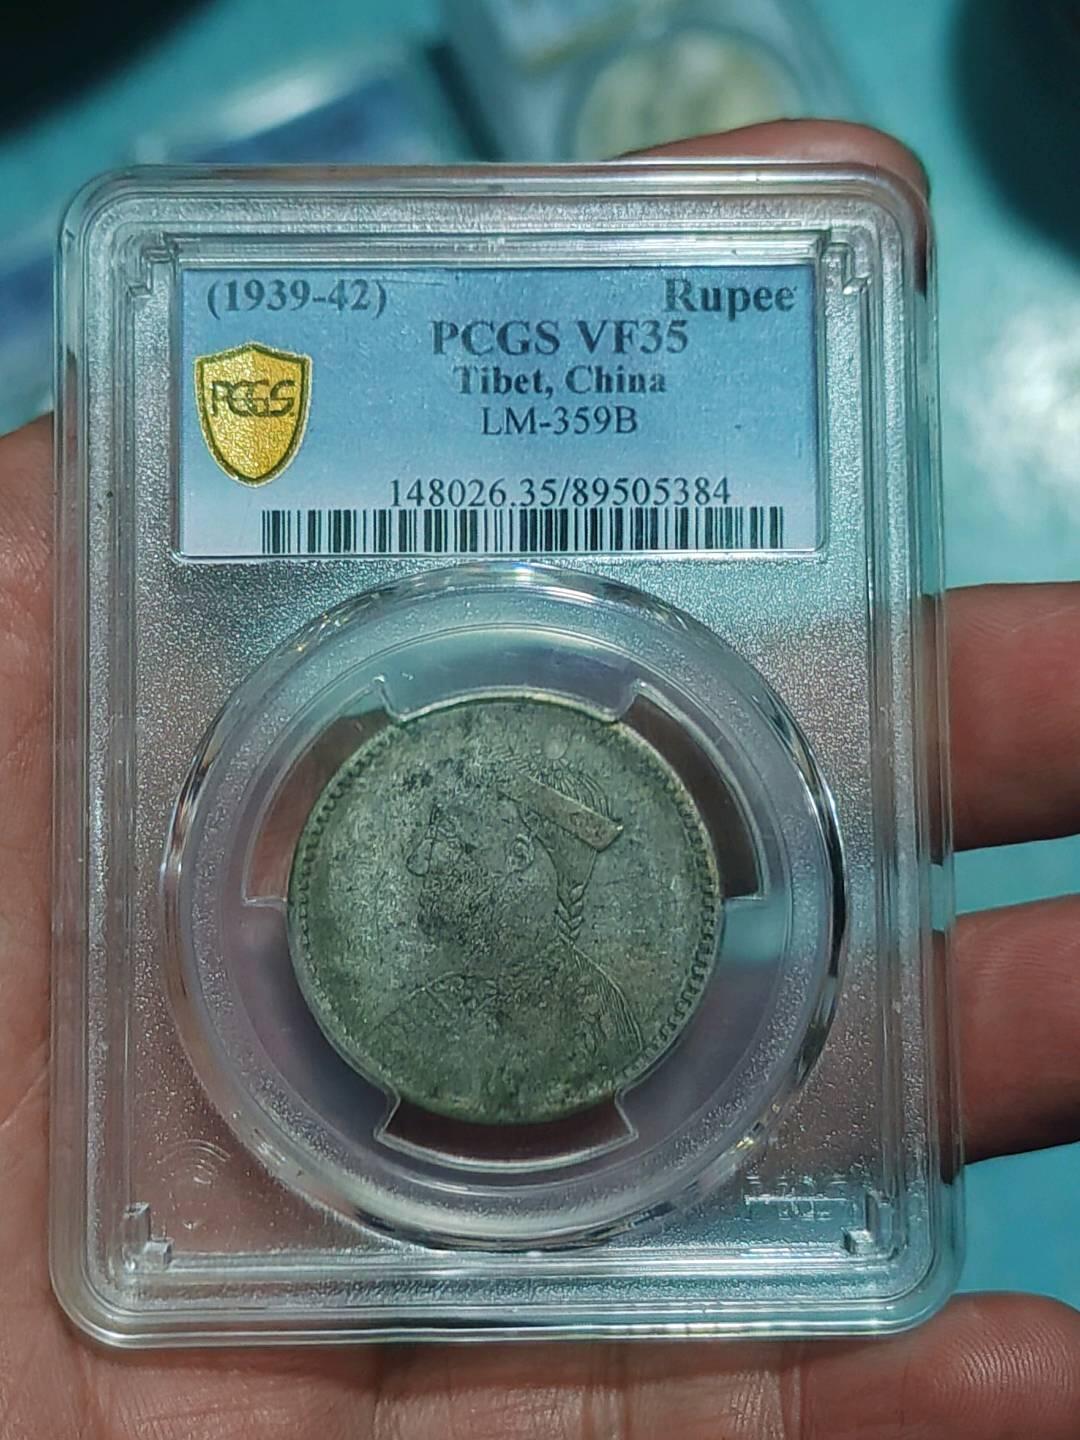 (1939-42) Rupee
PCGS VF35
Tibet, China
LM-359B
PCGS
148026.35/89505384